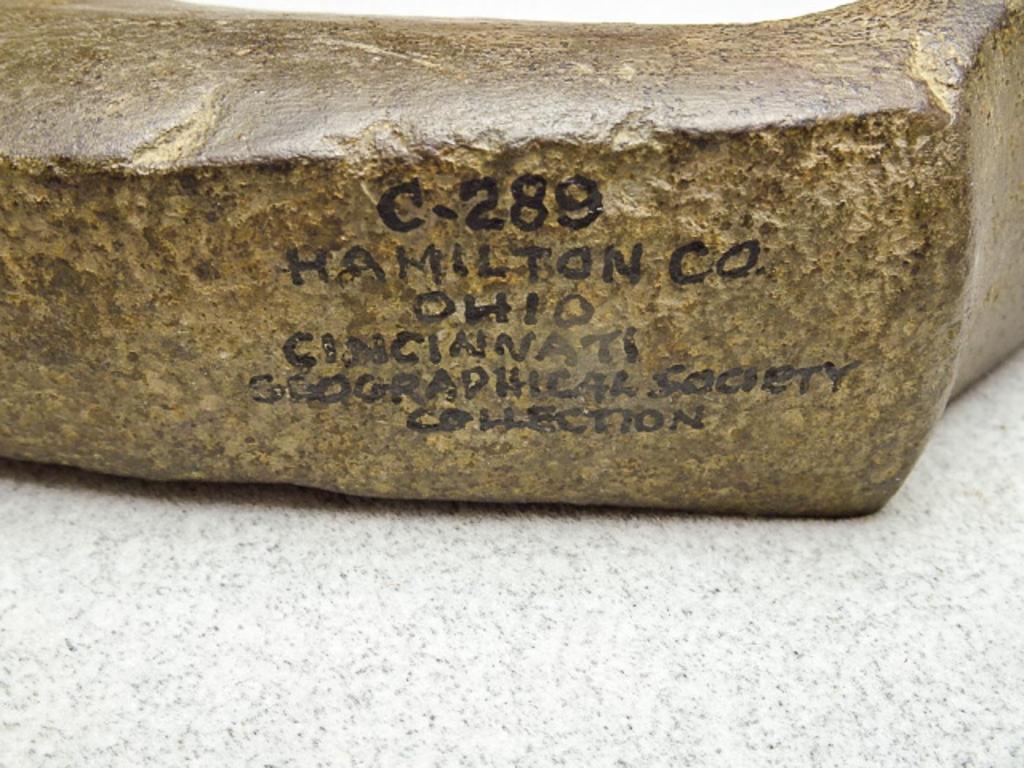 C-289
HAMILTON CO.
OHIO
CINCINNATI
GEOGRAPHICAL SOCIETY
COLLECTION